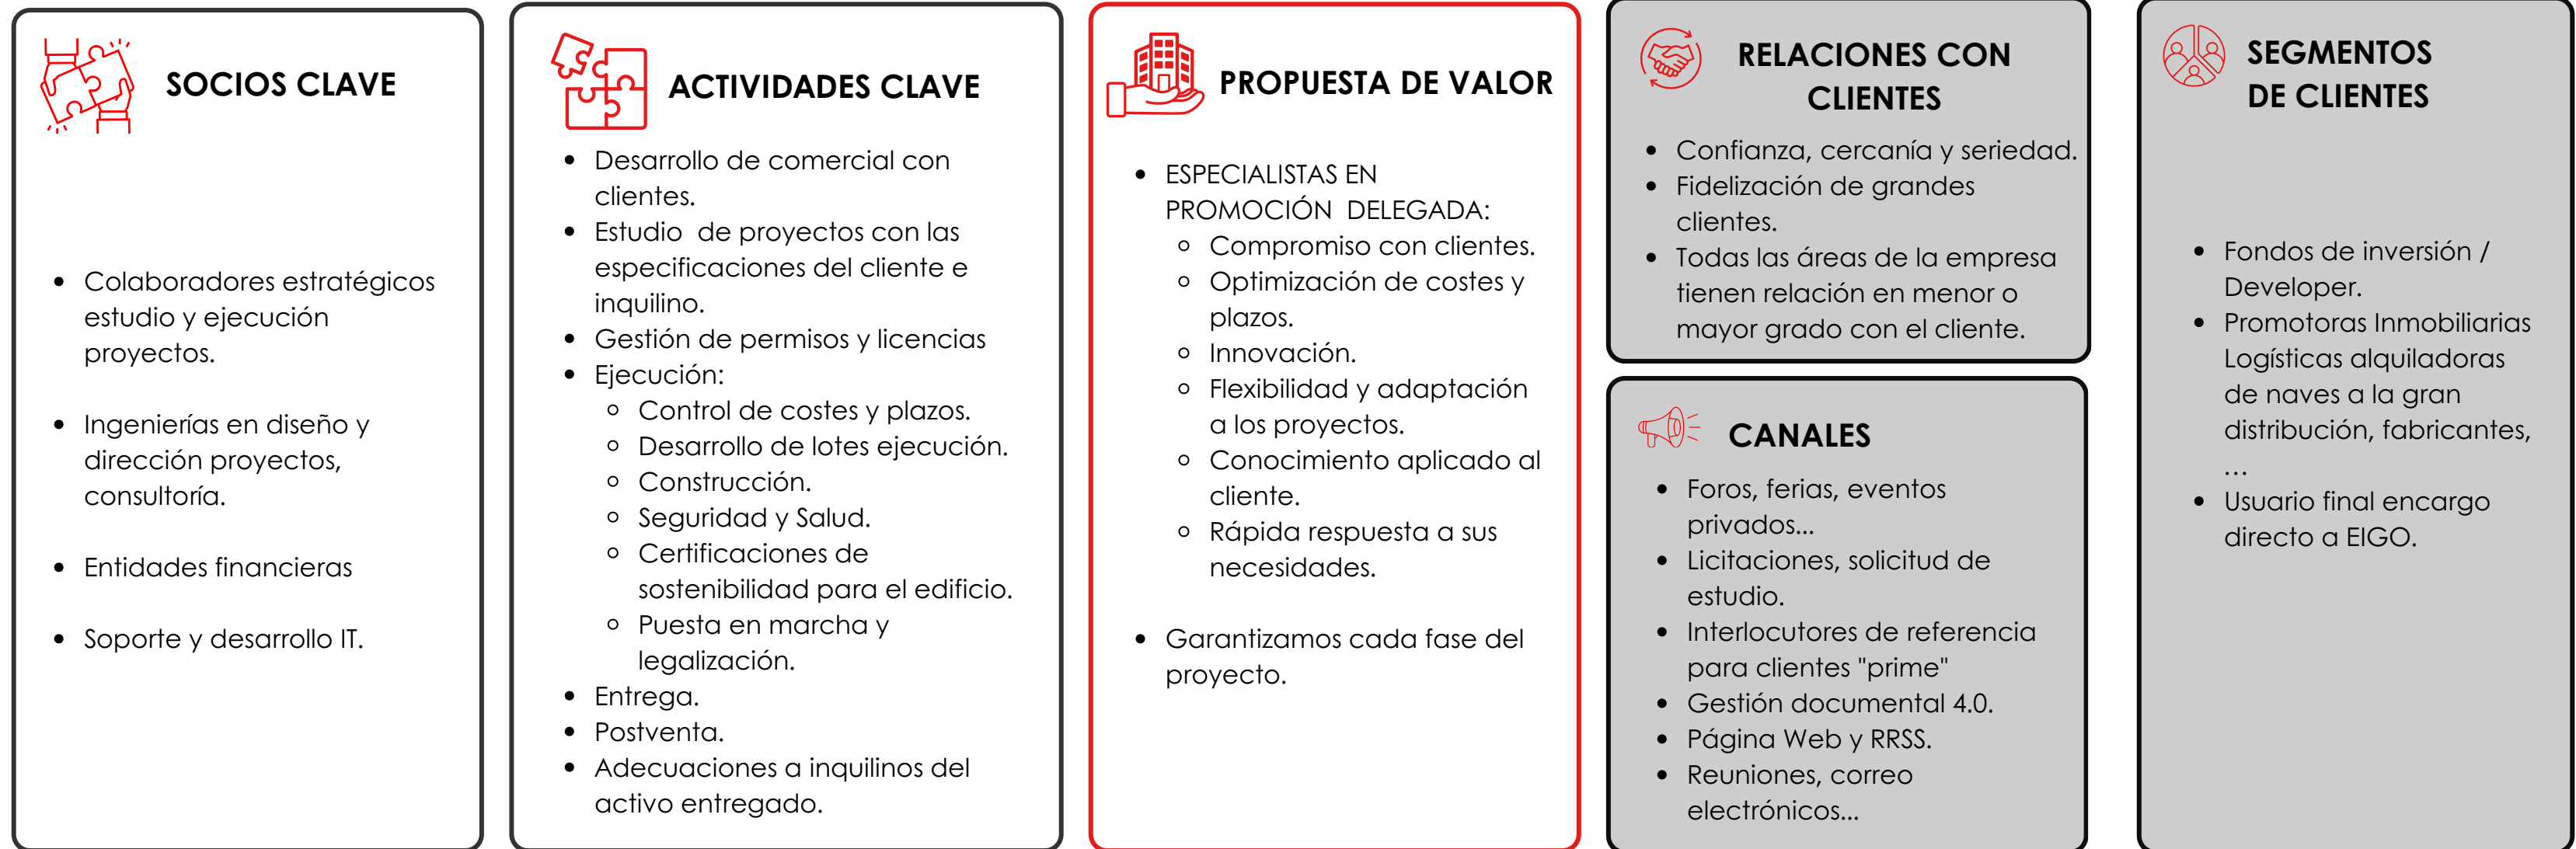 SOCIOS CLAVE
• Colaboradores estratégicos
estudio y ejecución
proyectos.
• Ingenierías en diseño y
dirección proyectos,
consultoría.
• Entidades financieras
• Soporte y desarrollo IT.
ACTIVIDADES CLAVE
• Desarrollo de comercial con
clientes.
• Estudio de proyectos con las
especificaciones del cliente e
inquilino.
• Gestión de permisos y licencias
• Ejecución:
◦ Control de costes y plazos.
◦ Desarrollo de lotes ejecución.
◦ Construcción.
◦ Seguridad y Salud.
◦ Certificaciones de
sostenibilidad para el edificio.
◦ Puesta en marcha y
legalización.
• Entrega.
• Postventa.
• Adecuaciones a inquilinos del
activo entregado.
PROPUESTA DE VALOR
• ESPECIALISTAS EN
PROMOCIÓN DELEGADA:
◦ Compromiso con clientes.
◦ Optimización de costes y
plazos.
◦ Innovación.
◦ Flexibilidad y adaptación
a los proyectos.
◦ Conocimiento aplicado al
cliente.
◦ Rápida respuesta a sus
necesidades.
• Garantizamos cada fase del
proyecto.
RELACIONES CON
CLIENTES
• Confianza, cercanía y seriedad.
• Fidelización de grandes
clientes.
• Todas las áreas de la empresa
tienen relación en menor o
mayor grado con el cliente.
CANALES
• Foros, ferias, eventos
privados...
• Licitaciones, solicitud de
estudio.
• Interlocutores de referencia
para clientes "prime"
• Gestión documental 4.0.
• Página Web y RRSS.
• Reuniones, correo
electrónicos...
SEGMENTOS
DE CLIENTES
• Fondos de inversión /
Developer.
• Promotoras Inmobiliarias
Logísticas alquiladoras
de naves a la gran
distribución, fabricantes,
...
• Usuario final encargo
directo a EIGO.